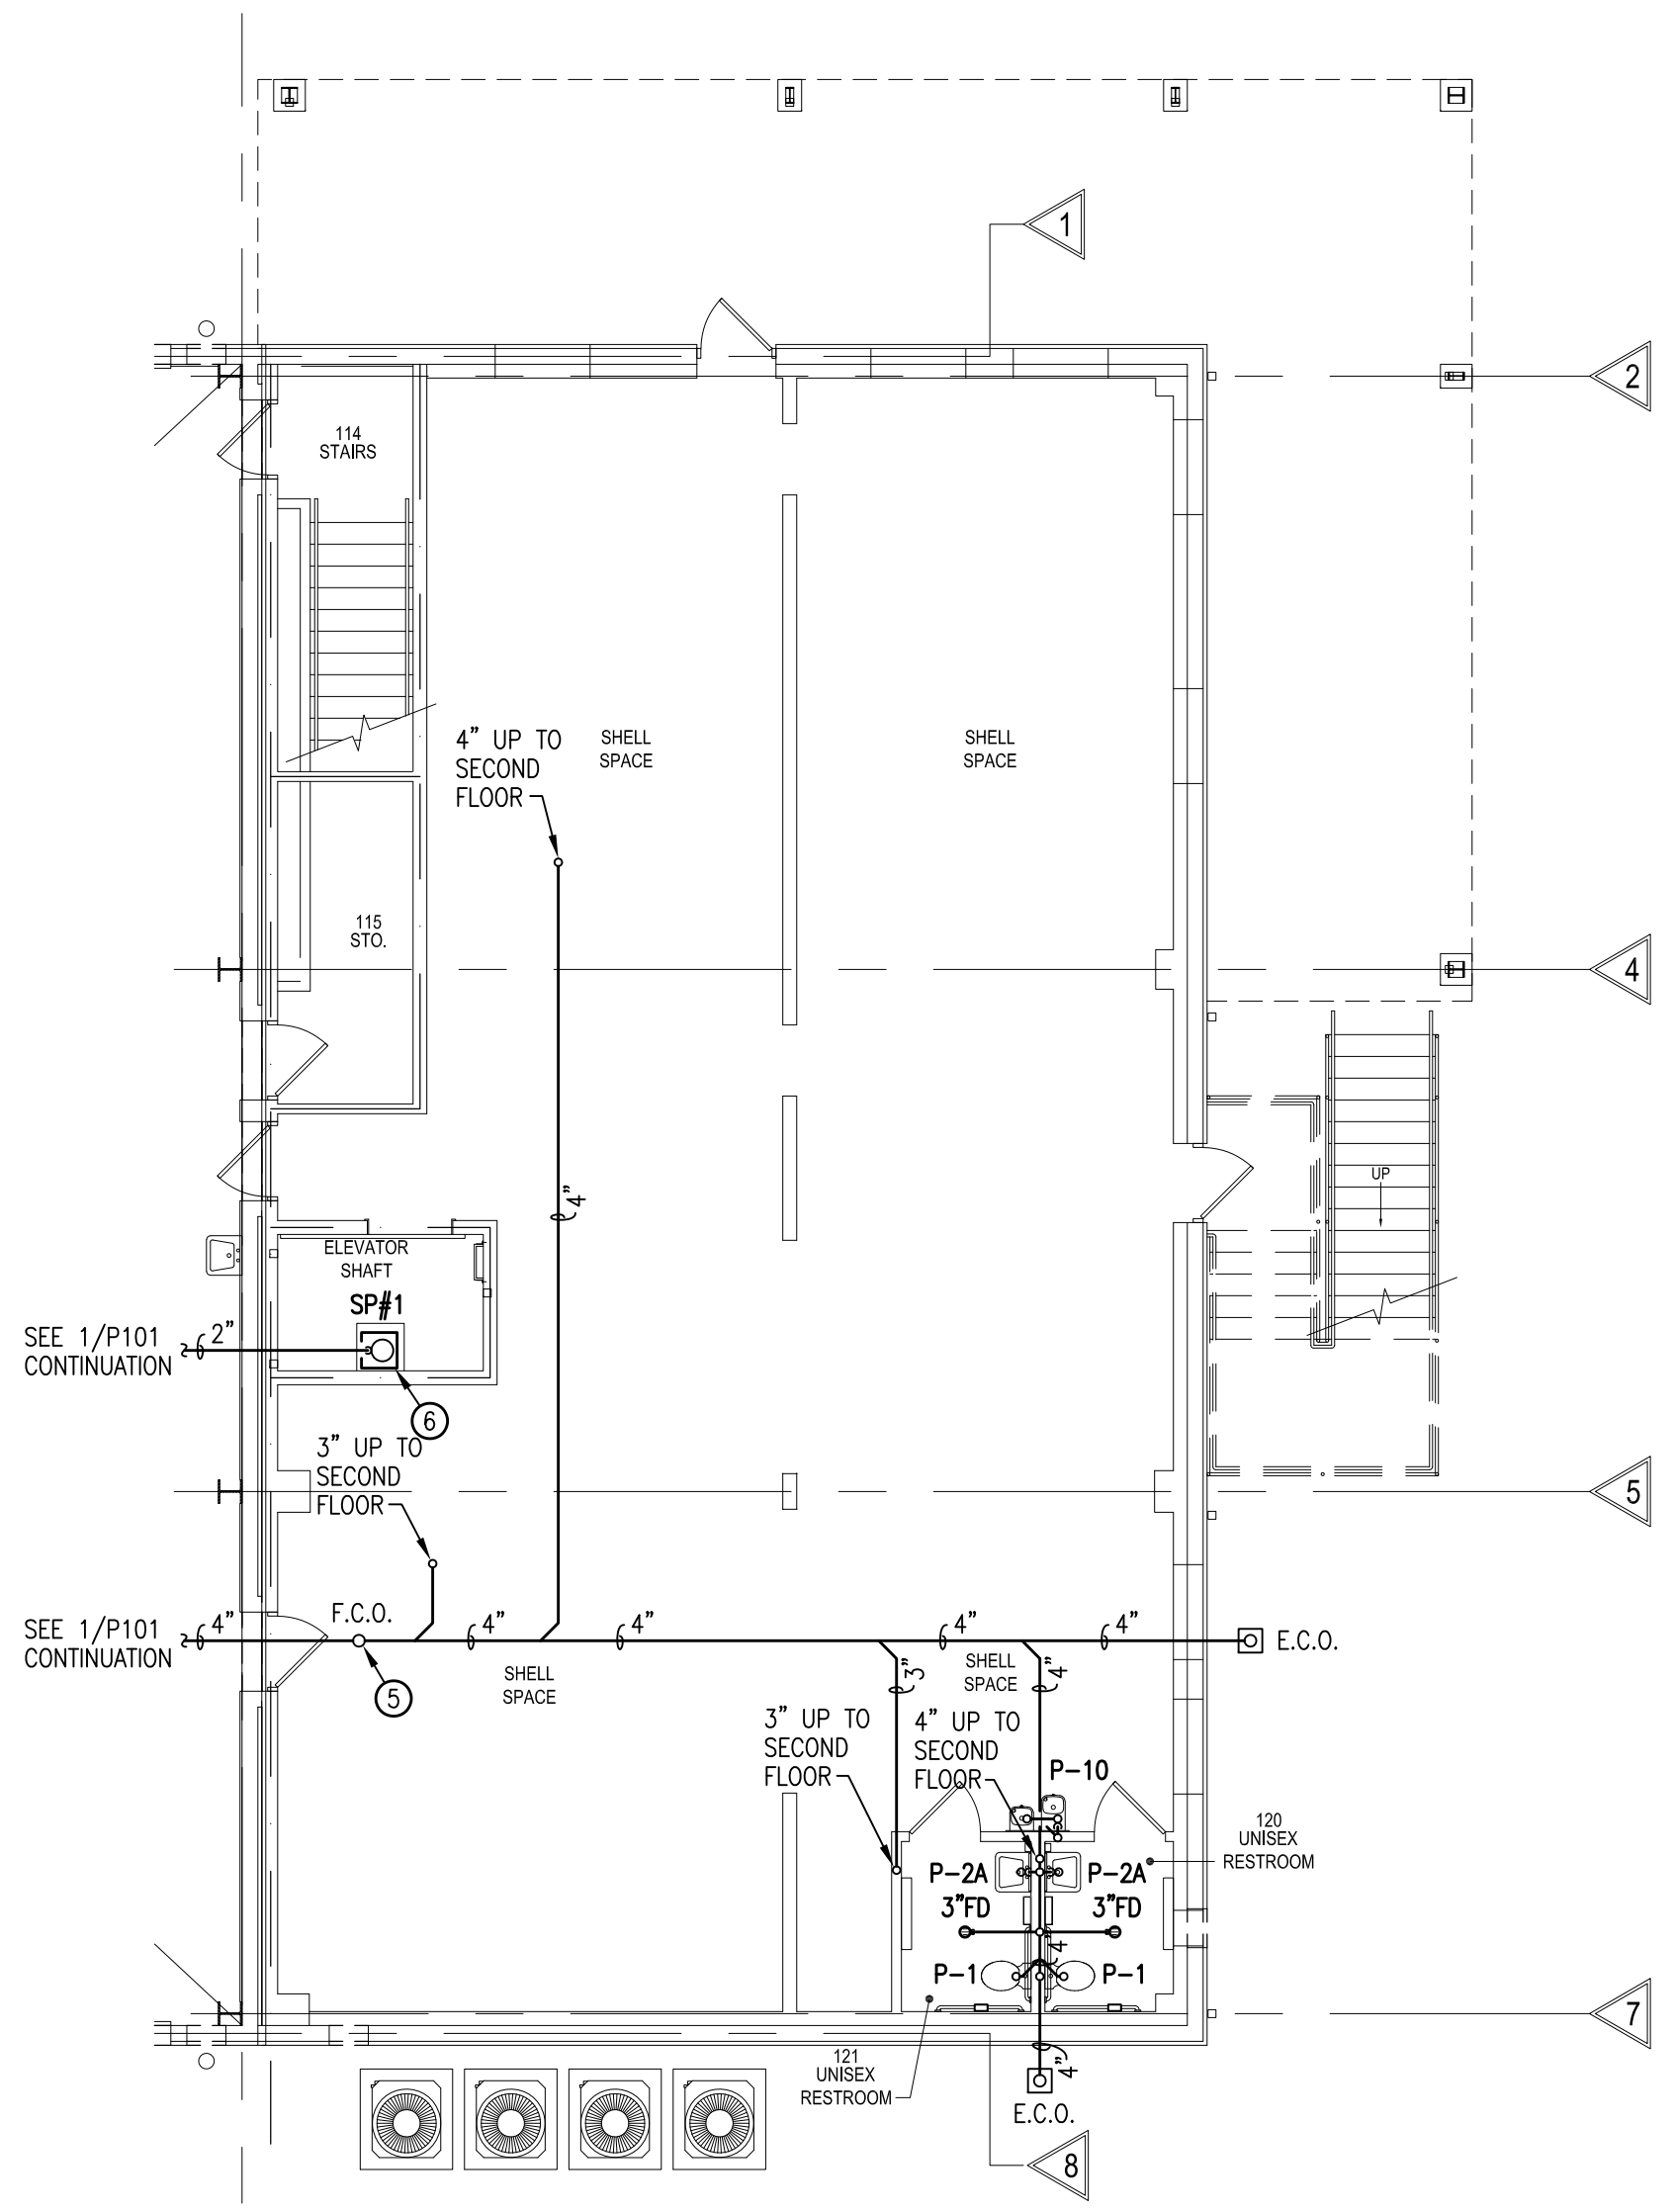 1
2
114
STAIRS
4” UP TO
SECOND
FLOOR
SHELL
SPACE
SHELL
SPACE
115
STO.
4
4”
UP
ELEVATOR
SHAFT
SP#1
SEE 1/P101
CONTINUATION
2”
6
3” UP TO
SECOND
FLOOR
5
SEE 1/P101
CONTINUATION
4”
F.C.O.
4”
4”
4”
4”
E.C.O.
5
SHELL
SPACE
3”
SHELL
SPACE
4”
3” UP TO
SECOND
FLOOR
4” UP TO
SECOND
FLOOR
P-10
120
UNISEX
RESTROOM
P-2A
P-2A
3”FD
3”FD
4
P-1
P-1
7
121
UNISEX
RESTROOM
4”
E.C.O.
8